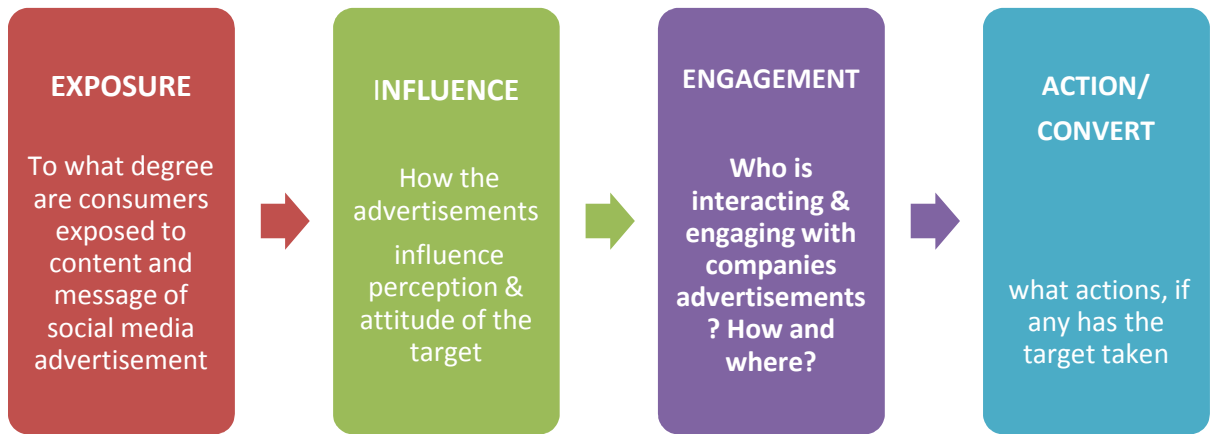 EXPOSURE
To what degree
are consumers
exposed to
content and
message of
social media
advertisement
INFLUENCE
How the
advertisements
influence
perception &
attitude of the
target
ENGAGEMENT
Who is
interacting &
engaging with
companies
advertisements
? How and
where?
ACTION/
CONVERT
what actions, if
any has the
target taken